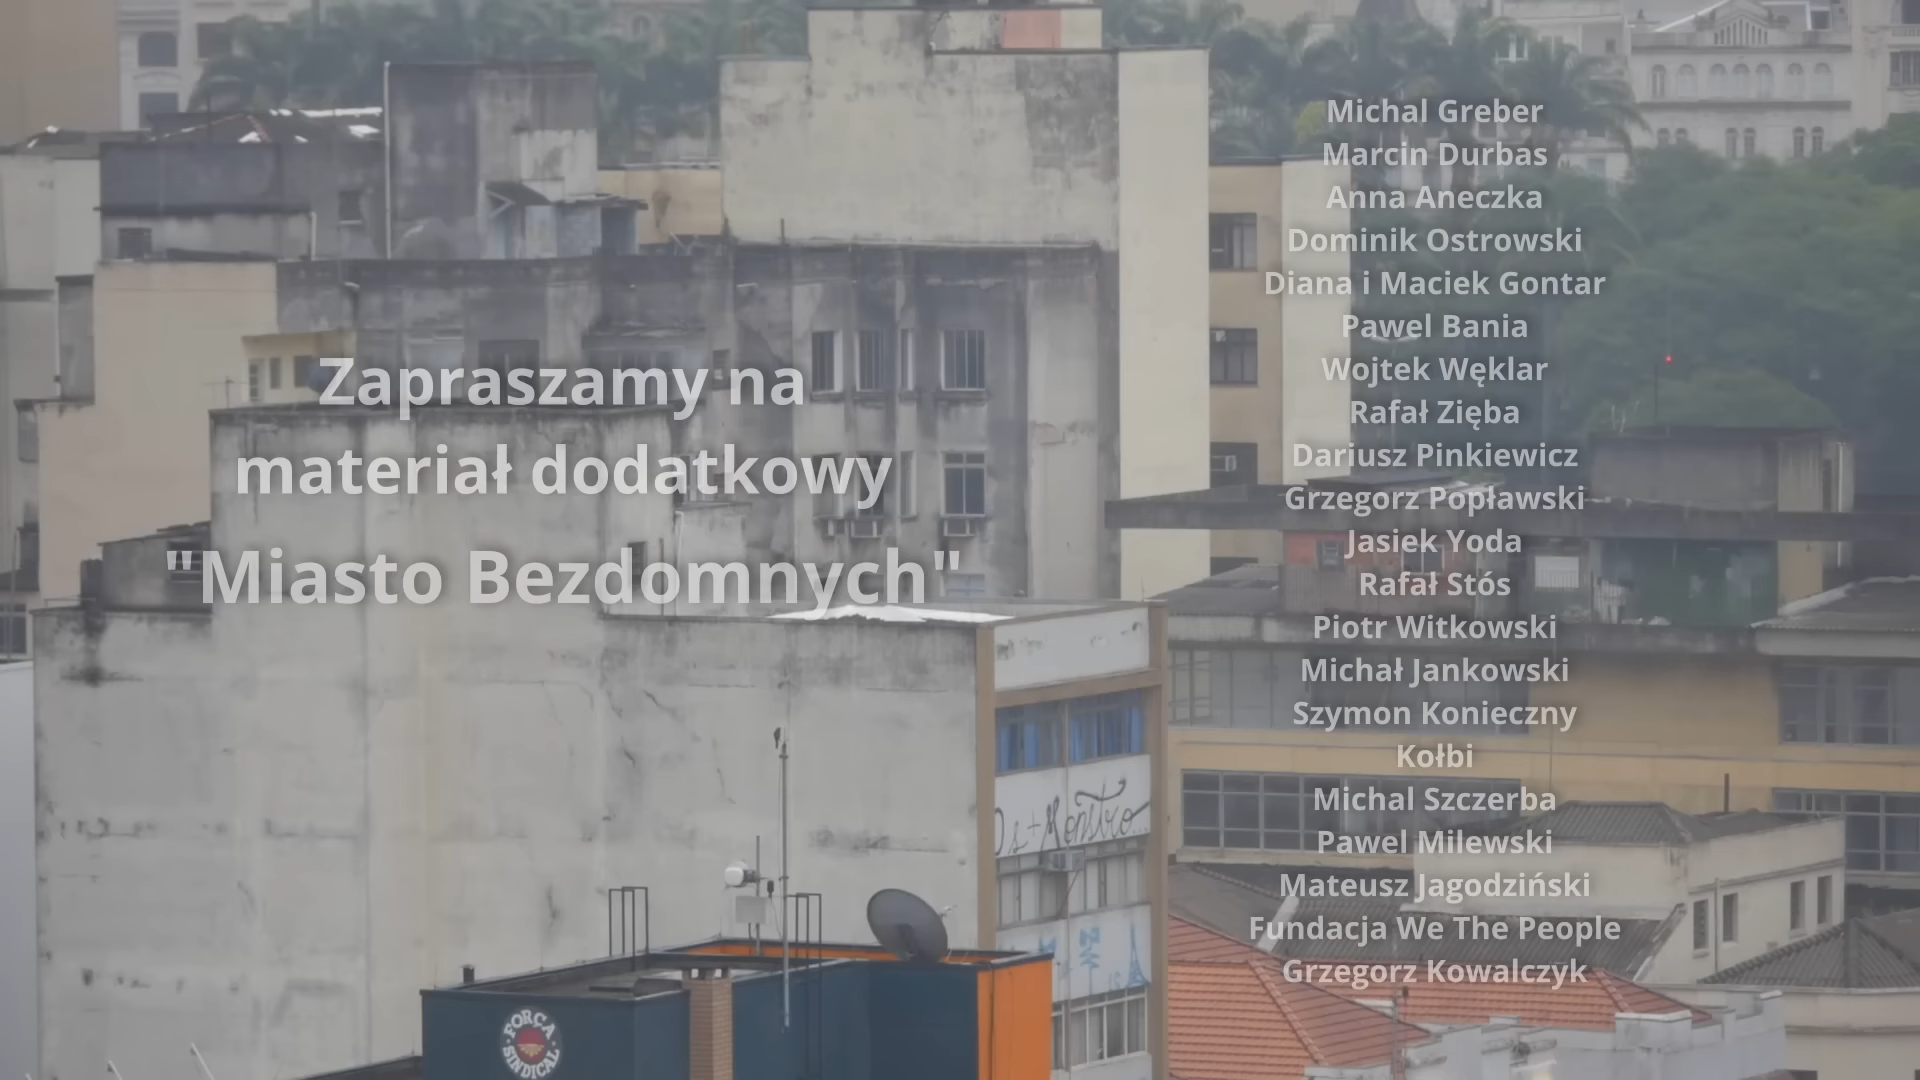 Zapraszamy na
materiał dodatkowy
"Miasto Bezdomnych"
Michal Greber
Marcin Durbas
Anna Aneczka
Dominik Ostrowski
Diana i Maciek Gontar
Pawel Bania
Wojtek Węklar
Rafał Zięba
Dariusz Pinkiewicz
Grzegorz Popławski
Jasiek Yoda
Rafał Stós
Piotr Witkowski
Michał Jankowski
Szymon Konieczny
Kołbi
Michal Szczerba
Pawel Milewski
Mateusz Jagodziński
Fundacja We The People
Grzegorz Kowalczyk
FORÇA
SINDICAL